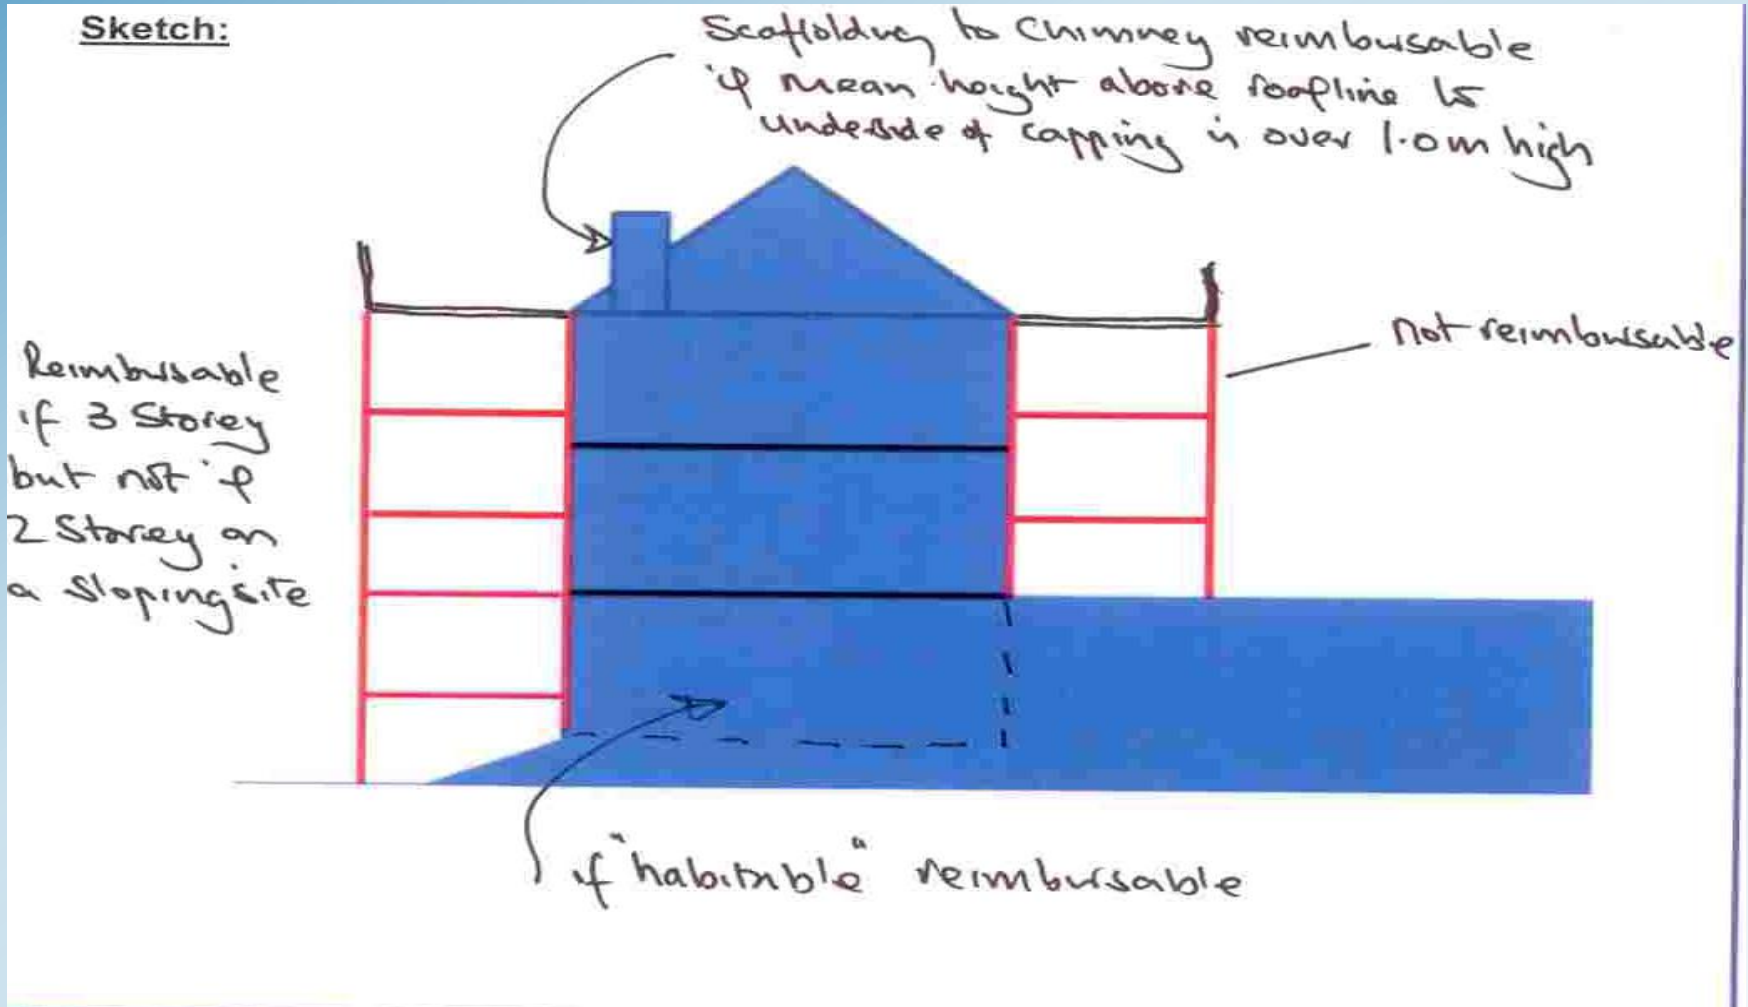 Sketch:
Scaffolding to Chimney reimbursable
if mean height above roofline to
underside of capping is over 1.0m high
not reimbursable
Reimbursable
if 3 Storey
but not if
2 Storey on
a sloping site
if "habitable" reimbursable